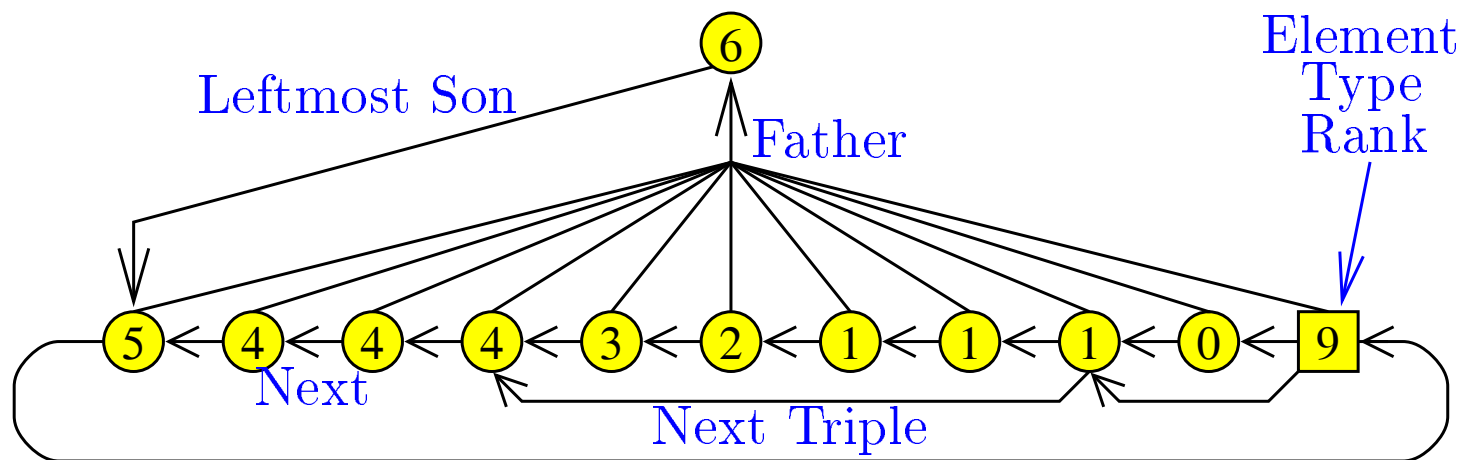 6
Element
Type
Rank
Leftmost Son
Father
5 4 4 4 3 2 1 1 1 0 9
Next
Next Triple